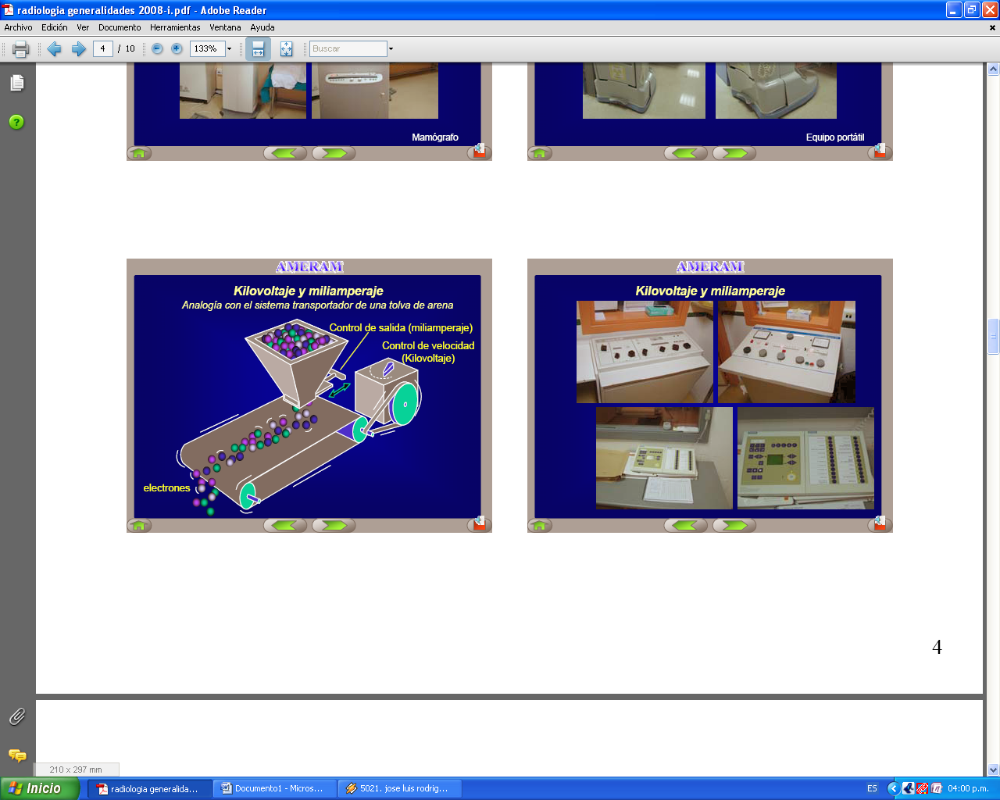 radiologia generalidades 2008-i.pdf - Adobe Reader
Archivo Edición Ver Documento Herramientas Ventana Ayuda
4 / 10 133% Buscar
Mamógrafo
Equipo portátil
AMERAM
Kilovoltaje y miliamperaje
Analogía con el sistema transportador de una tolva de arena
Control de salida (miliamperaje)
Control de velocidad
(Kilovoltaje)
electrones
AMERAM
Kilovoltaje y miliamperaje
4
210 x 297 mm
Inicio radiologia generalida... Documento1 - Micros... 5021. jose luis rodrig... ES 04:00 p.m.